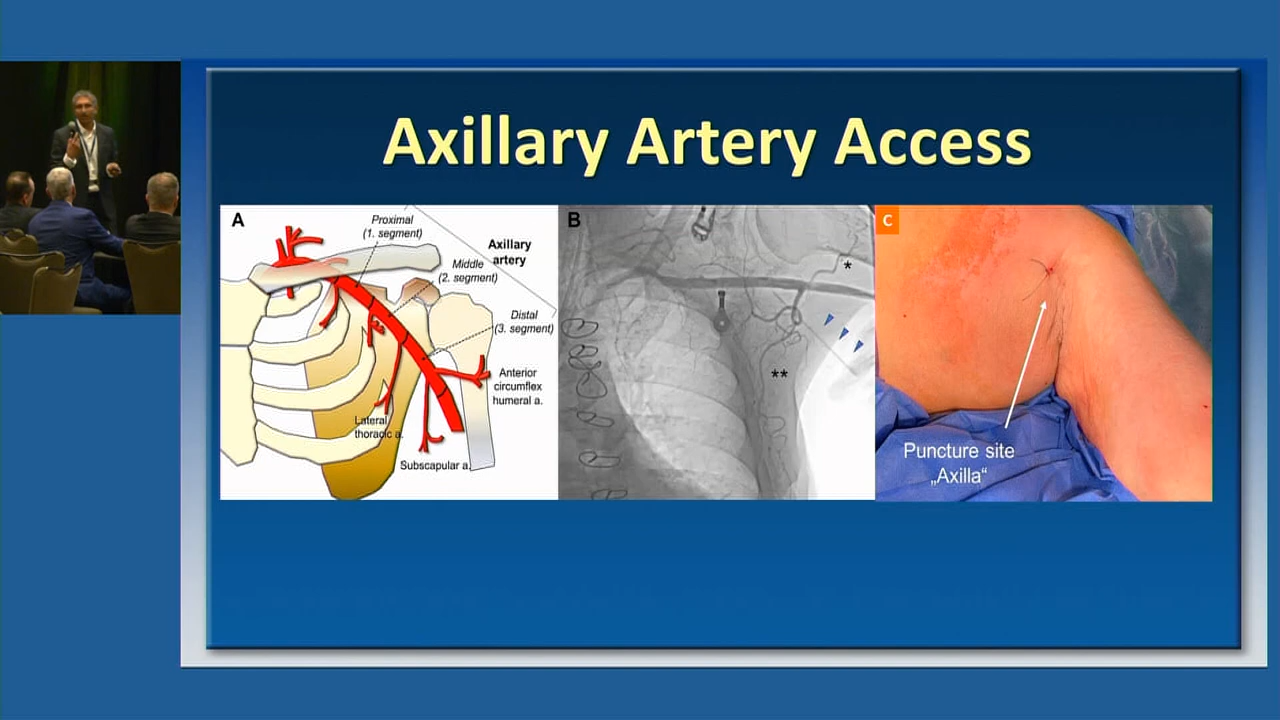 Axillary Artery Access
A
Proximal
(1. segment)
Axillary
artery
Middle
(2. segment)
Distal
(3. segment)
Anterior
circumflex
humeral a.
Lateral
thoracic a.
Subscapular a.
B
*
**
C
Puncture site
„Axilla“